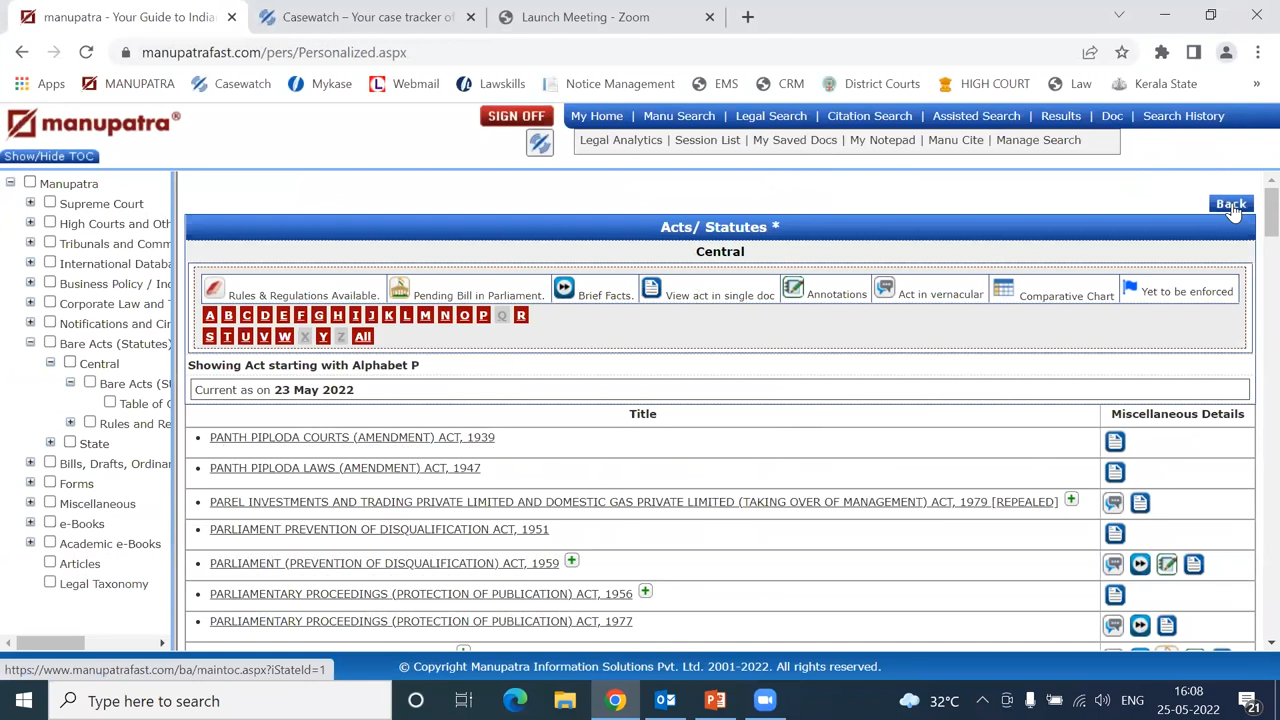 manupatra - Your Guide to India
Casewatch – Your case tracker of
Launch Meeting - Zoom
manupatrafast.com/pers/Personalized.aspx
Apps
MANUPATRA
Casewatch
Mykase
Webmail
Lawskills
Notice Management
EMS
CRM
District Courts
HIGH COURT
Law
Kerala State
»
manupatra®
SIGN OFF
My Home | Manu Search | Legal Search | Citation Search | Assisted Search | Results | Doc | Search History
Legal Analytics | Session List | My Saved Docs | My Notepad | Manu Cite | Manage Search
Show/Hide TOC
Manupatra
Supreme Court
High Courts and Oth
Tribunals and Comm
International Databa
Business Policy / Inc
Corporate Law and
Notifications and Cir
Bare Acts (Statutes)
Central
Bare Acts (St
Table of C
Rules and Re
State
Bills, Drafts, Ordinar
Forms
Miscellaneous
e-Books
Academic e-Books
Articles
Legal Taxonomy
Back
Acts/ Statutes *
Central
Rules & Regulations Available.
Pending Bill in Parliament.
Brief Facts.
View act in single doc
Annotations
Act in vernacular
Comparative Chart
Yet to be enforced
A B C D E F G H I J K L M N O P Q R
S T U V W X Y Z All
Showing Act starting with Alphabet P
Current as on 23 May 2022
Title
Miscellaneous Details
• PANTH PIPLODA COURTS (AMENDMENT) ACT, 1939
• PANTH PIPLODA LAWS (AMENDMENT) ACT, 1947
• PAREL INVESTMENTS AND TRADING PRIVATE LIMITED AND DOMESTIC GAS PRIVATE LIMITED (TAKING OVER OF MANAGEMENT) ACT, 1979 [REPEALED]
• PARLIAMENT PREVENTION OF DISQUALIFICATION ACT, 1951
• PARLIAMENT (PREVENTION OF DISQUALIFICATION) ACT, 1959
• PARLIAMENTARY PROCEEDINGS (PROTECTION OF PUBLICATION) ACT, 1956
• PARLIAMENTARY PROCEEDINGS (PROTECTION OF PUBLICATION) ACT, 1977
https://www.manupatrafast.com/ba/maintoc.aspx?iStateId=1
© Copyright Manupatra Information Solutions Pvt. Ltd. 2001-2022. All rights reserved.
Type here to search
32°C
ENG
16:08
25-05-2022
21